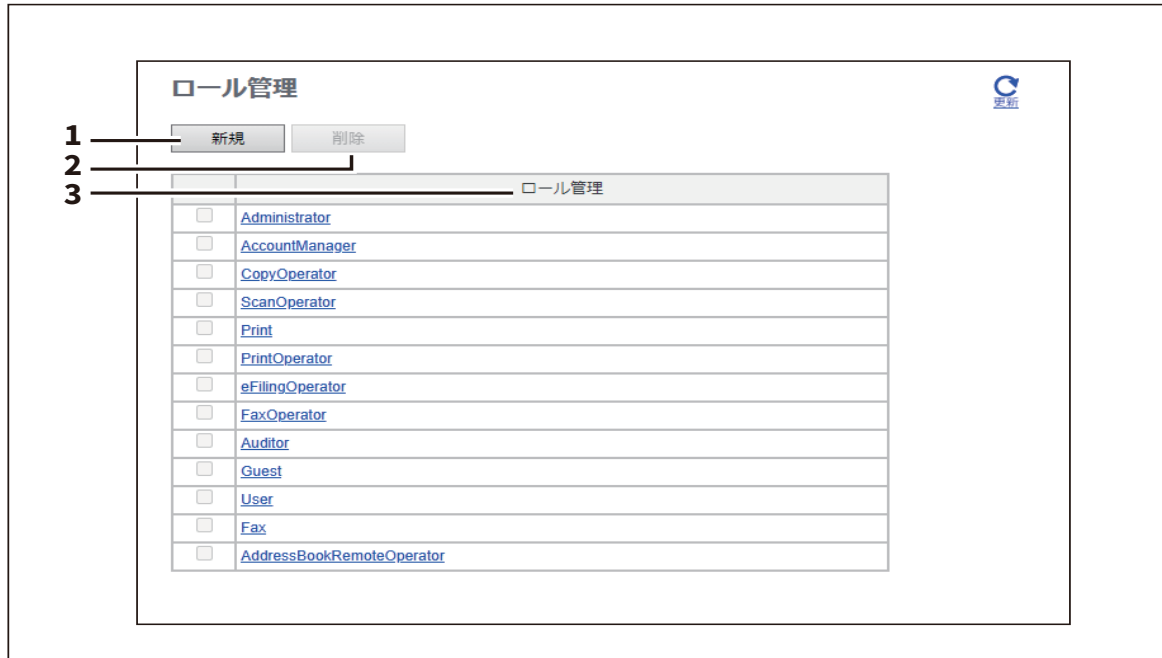 ロール管理
更新
1
新規
削除
2
3
ロール管理
Administrator
AccountManager
CopyOperator
ScanOperator
Print
PrintOperator
eFilingOperator
FaxOperator
Auditor
Guest
User
Fax
AddressBookRemoteOperator